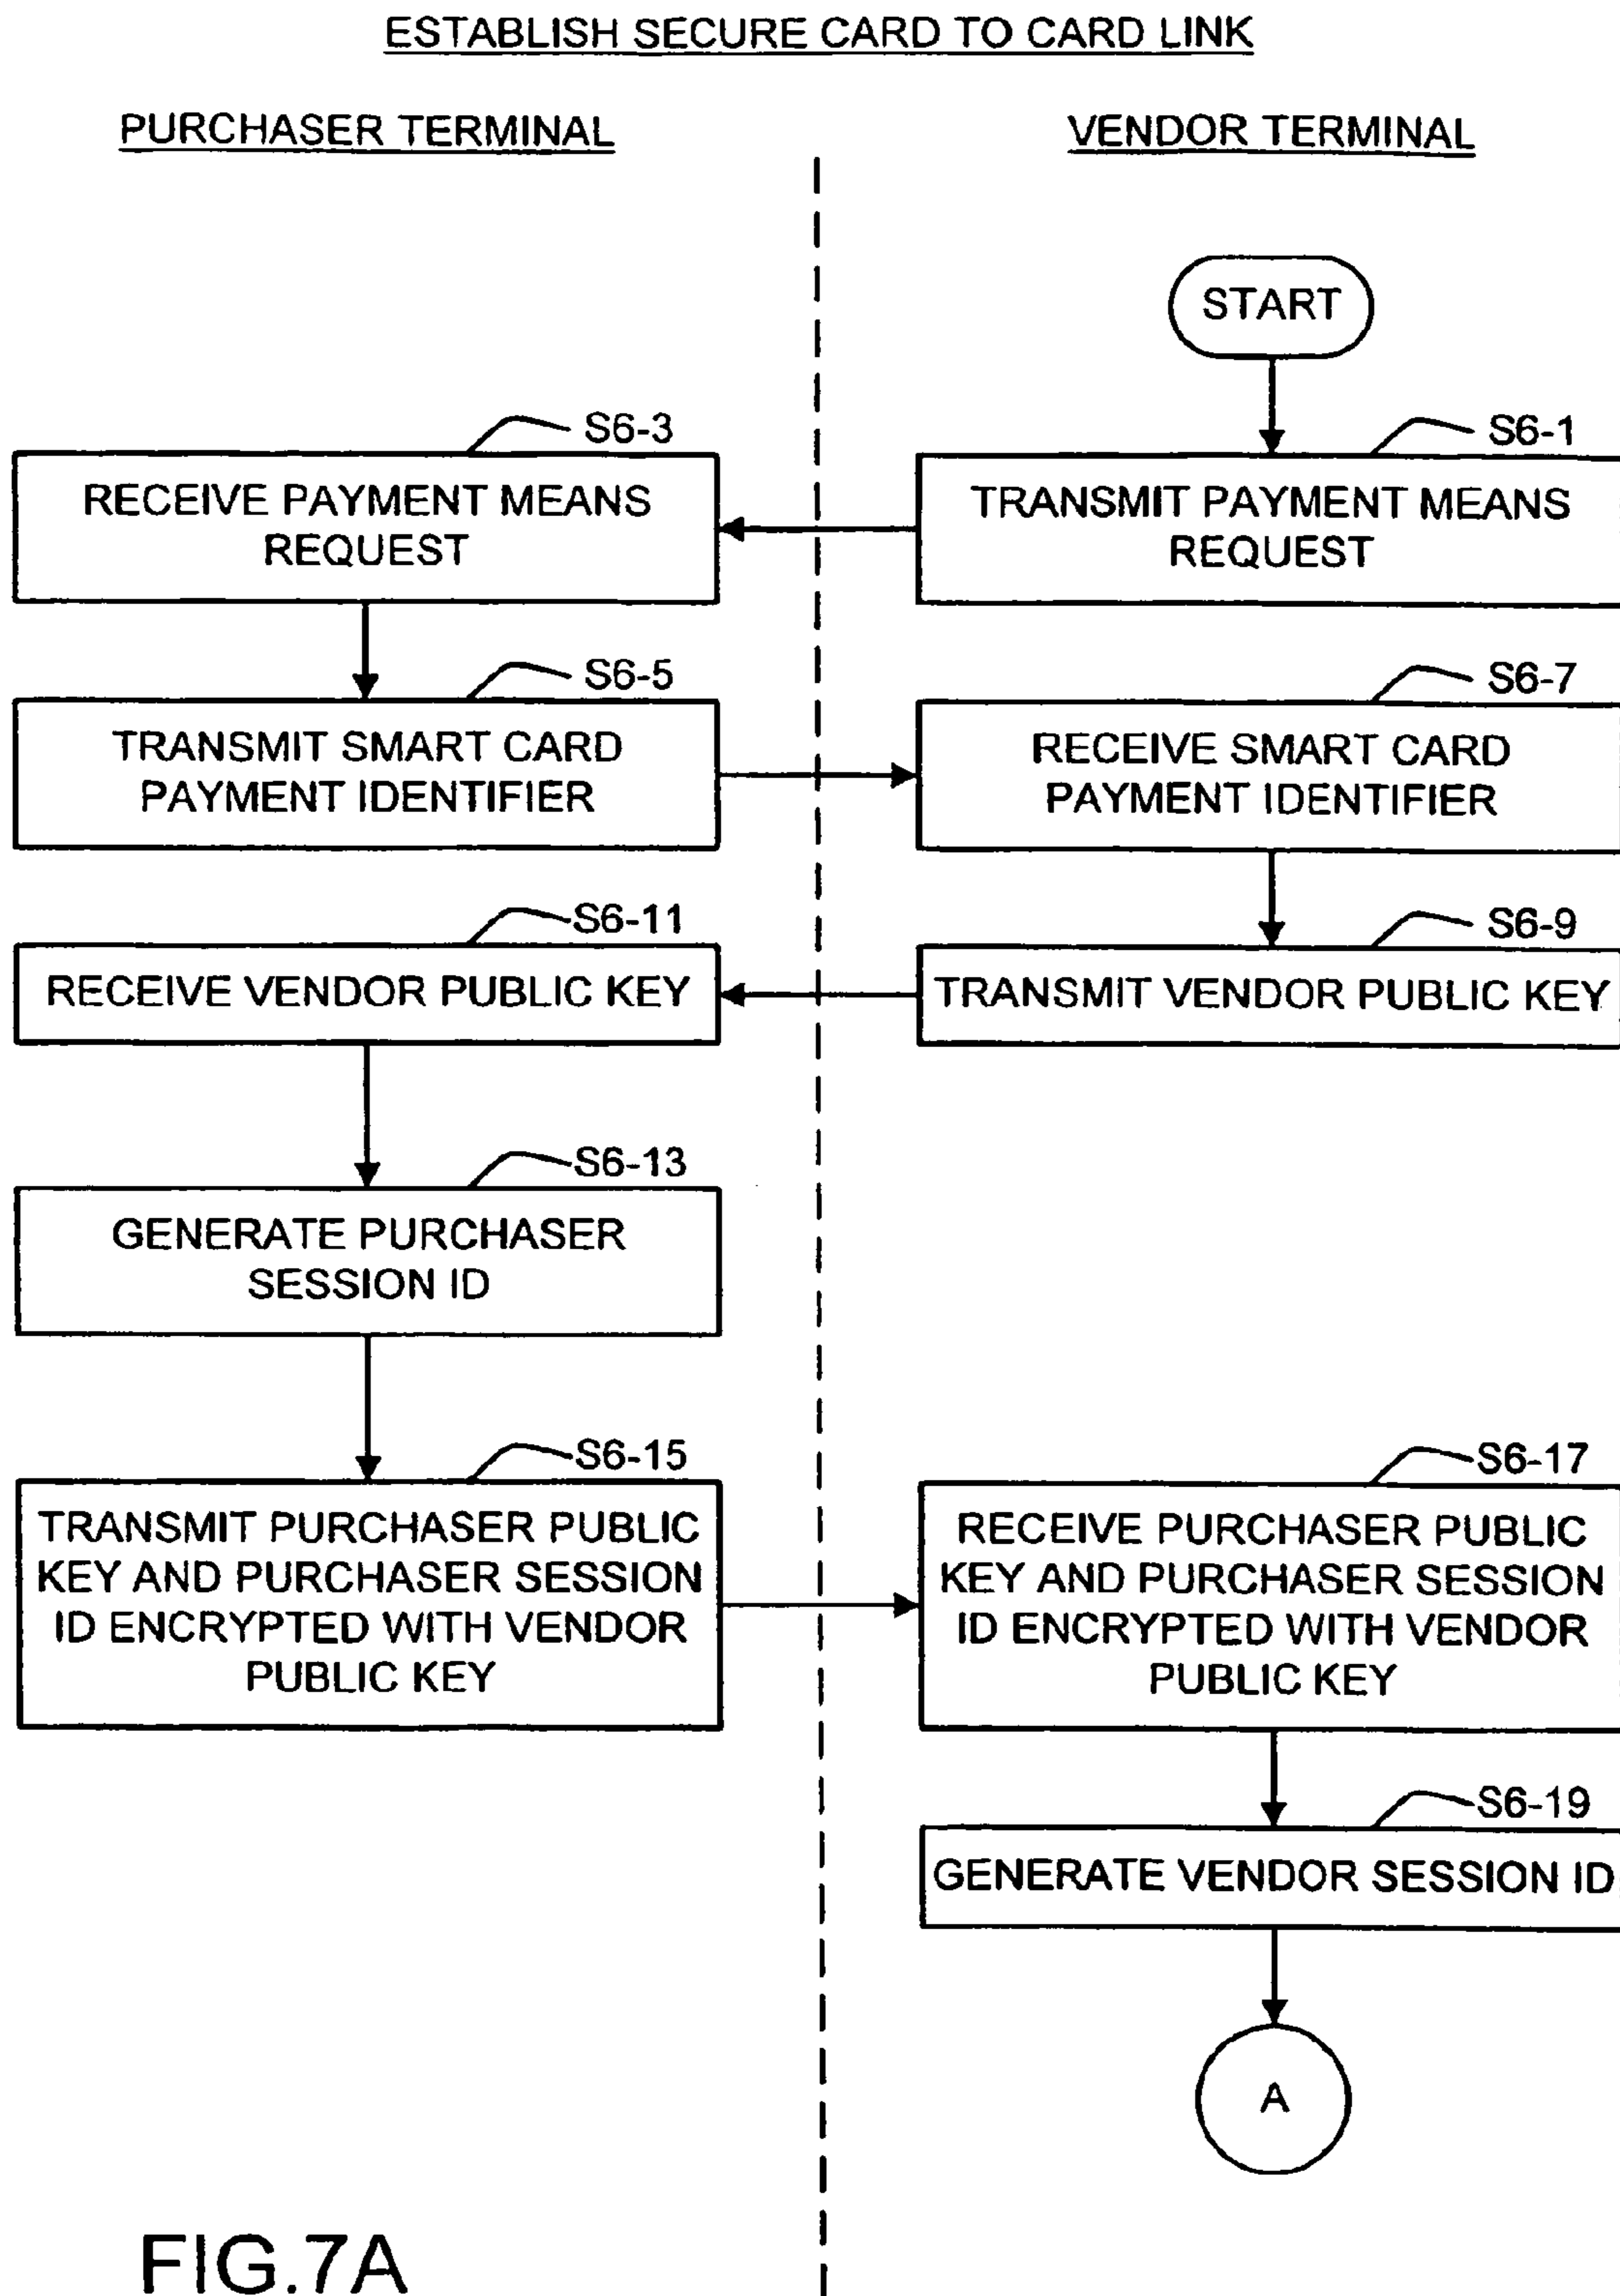 ESTABLISH SECURE CARD TO CARD LINK
PURCHASER TERMINAL
VENDOR TERMINAL
START
S6-3
S6-1
RECEIVE PAYMENT MEANS
REQUEST
TRANSMIT PAYMENT MEANS
REQUEST
S6-5
S6-7
TRANSMIT SMART CARD
PAYMENT IDENTIFIER
RECEIVE SMART CARD
PAYMENT IDENTIFIER
S6-11
S6-9
RECEIVE VENDOR PUBLIC KEY
TRANSMIT VENDOR PUBLIC KEY
S6-13
GENERATE PURCHASER
SESSION ID
S6-15
S6-17
TRANSMIT PURCHASER PUBLIC
KEY AND PURCHASER SESSION
ID ENCRYPTED WITH VENDOR
PUBLIC KEY
RECEIVE PURCHASER PUBLIC
KEY AND PURCHASER SESSION
ID ENCRYPTED WITH VENDOR
PUBLIC KEY
S6-19
GENERATE VENDOR SESSION ID
A
FIG.7A